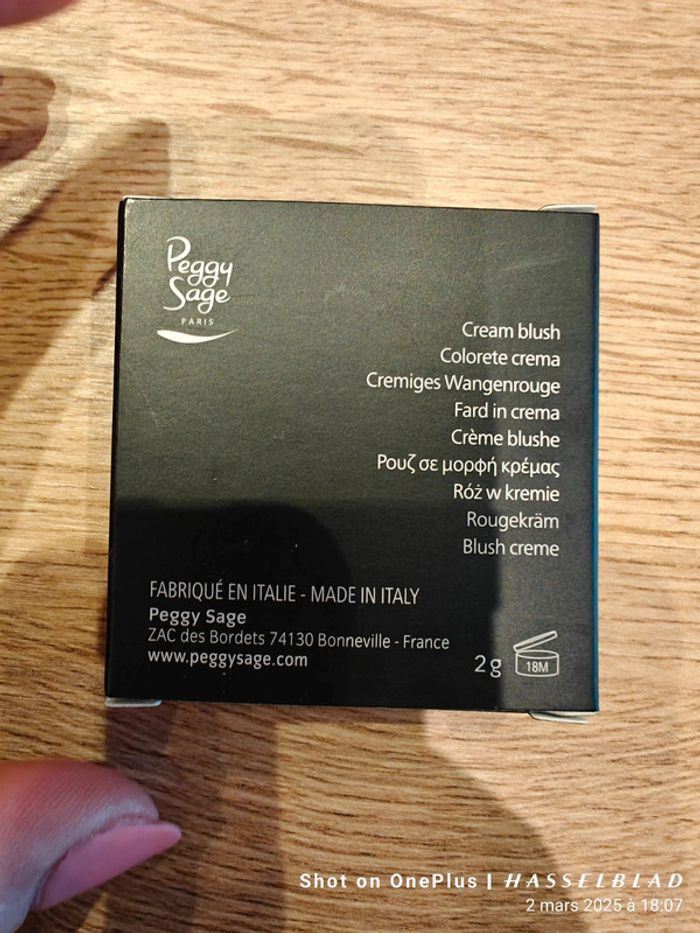 Peggy
Sage
PARIS
Cream blush
Colorete crema
Cremiges Wangenrouge
Fard in crema
Crème blushe
Ρουζ σε μορφή κρέμας
Róż w kremie
Rougekräm
Blush creme
FABRIQUÉ EN ITALIE - MADE IN ITALY
Peggy Sage
ZAC des Bordets 74130 Bonneville - France
www.peggysage.com
2 g
18M
Shot on OnePlus | HASSELBLAD
2 mars 2025 à 18:07